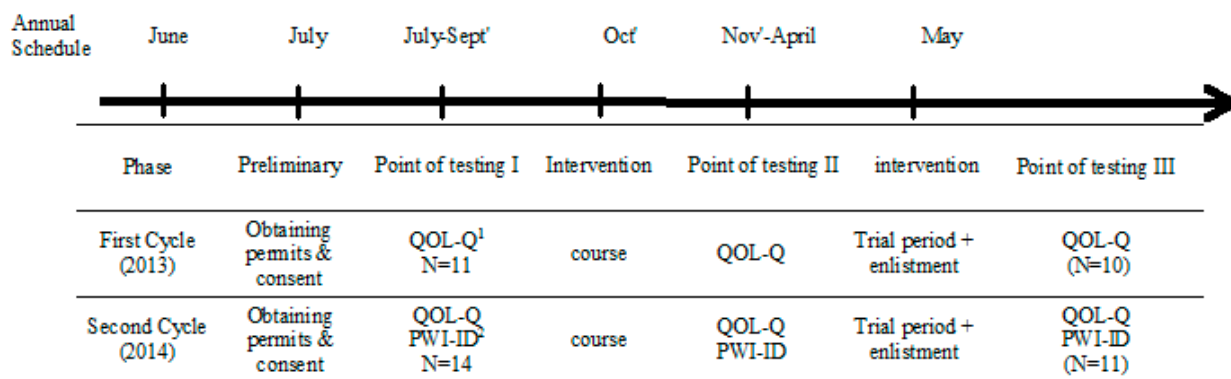 Annual Schedule June July July-Sept' Oct' Nov'-April May
Phase Preliminary Point of testing I Intervention Point of testing II intervention Point of testing III
First Cycle (2013) Obtaining permits & consent QOL-Q1 N=11 course QOL-Q Trial period + enlistment QOL-Q (N=10)
Second Cycle (2014) Obtaining permits & consent QOL-Q PWI-ID2 N=14 course QOL-Q PWI-ID Trial period + enlistment QOL-Q PWI-ID (N=11)